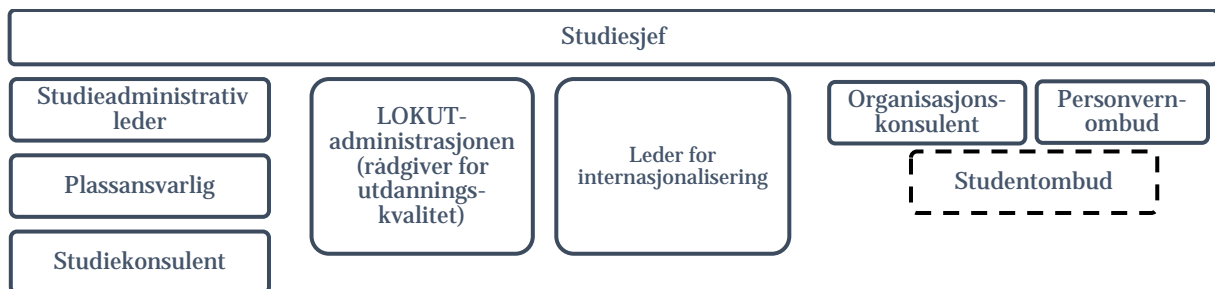 Studiesjef
Studieadministrativ
leder
Plassansvarlig
Studiekonsulent
LOKUT-
administrasjonen
(rådgiver for
utdannings-
kvalitet)
Leder for
internasjonalisering
Organisasjons-
konsulent
Personvern-
ombud
Studentombud